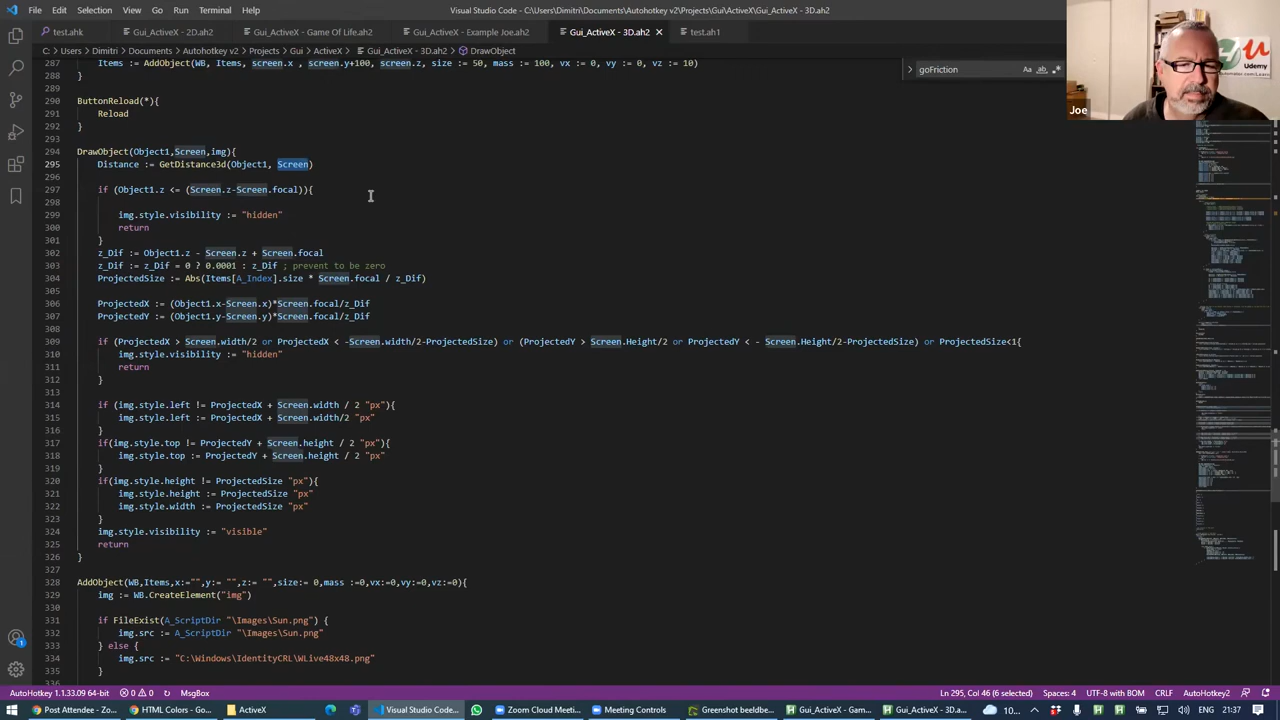 File Edit Selection View Go Run Terminal Help
Visual Studio Code - C:\Users\Dimitri\Documents\Autohotkey v2\Projects\Gui\ActiveX\Gui_ActiveX - 3D.ah2
test.ahk
Gui_ActiveX - 2D.ah2
Gui_ActiveX - Game Of Life.ah2
Gui_ActiveX - Example Joe.ah2
Gui_ActiveX - 3D.ah2
test.ah1
C: > Users > Dimitri > Documents > Autohotkey v2 > Projects > Gui > ActiveX > Gui_ActiveX - 3D.ah2 > DrawObject
goFriction
Udemy
Joe
287 Items := AddObject(WB, Items, screen.x , screen.y+100, screen.z, size := 50, mass := 100, vx := 0, vy := 0, vz := 10)
288 }
289
290 ButtonReload(*){
291 Reload
292 }
293
294 DrawObject(Object1,Screen,img){
295 Distance := GetDistance3d(Object1, Screen)
296
297 if (Object1.z < (Screen.z-Screen.focal)){
298
299 img.style.visibility := "hidden"
300 return
301 }
302 z_Dif := Object1.z - Screen.z + Screen.focal
303 z_Dif := z_Dif = 0 ? 0.0001 : z_Dif ; prevent to be zero
304 ProjectedSize := Abs(Items[A_Index].size * Screen.focal / z_Dif)
305
306 ProjectedX := (Object1.x-Screen.x)*Screen.focal/z_Dif
307 ProjectedY := (Object1.y-Screen.y)*Screen.focal/z_Dif
308
309 if (ProjectedX > Screen.width/2 or ProjectedX < -Screen.width/2-ProjectedSize) or (ProjectedY > Screen.Height/2 or ProjectedY < -Screen.Height/2-ProjectedSize) or ProjectedSize<1{
310 img.style.visibility := "hidden"
311 return
312 }
313
314 if (img.style.left != ProjectedX + Screen.width / 2 "px"){
315 img.style.left := ProjectedX + Screen.width / 2 "px"
316 }
317 if(img.style.top != ProjectedY + Screen.height / 2 "px"){
318 img.style.top := ProjectedY + Screen.height / 2 "px"
319 }
320 if(img.style.height != ProjectedSize "px"){
321 img.style.height := ProjectedSize "px"
322 img.style.width := ProjectedSize "px"
323 }
324 img.style.visibility := "visible"
325 return
326 }
327
328 AddObject(WB,Items,x:="",y:= "",z:= "",size:= 0,mass :=0,vx:=0,vy:=0,vz:=0){
329 img := WB.CreateElement("img")
330
331 if FileExist(A_ScriptDir "\Images\Sun.png") {
332 img.src := A_ScriptDir "\Images\Sun.png"
333 } else {
334 img.src := "C:\Windows\IdentityCRL\WLive48x48.png"
335 }
AutoHotkey 1.1.33.09 64-bit 0 0 MsgBox Ln 295, Col 46 (6 selected) Spaces: 4 UTF-8 with BOM CRLF AutoHotkey2
Post Attendee - Zo... HTML Colors - Go... ActiveX Visual Studio Code... Zoom Cloud Meeting Meeting Controls Greenshot beeldbe... Gui_ActiveX - 3D.a... Gui_ActiveX - 3D.a... 10... ENG 21:37